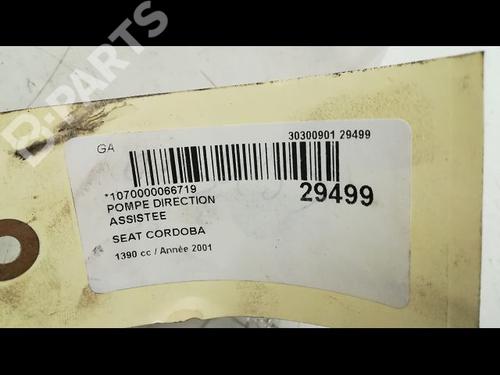 B-PARTS
GA
30300901 29499
*1070000066719
29499
POMPE DIRECTION
ASSISTEE
SEAT CORDOBA
1390 cc / Année 2001